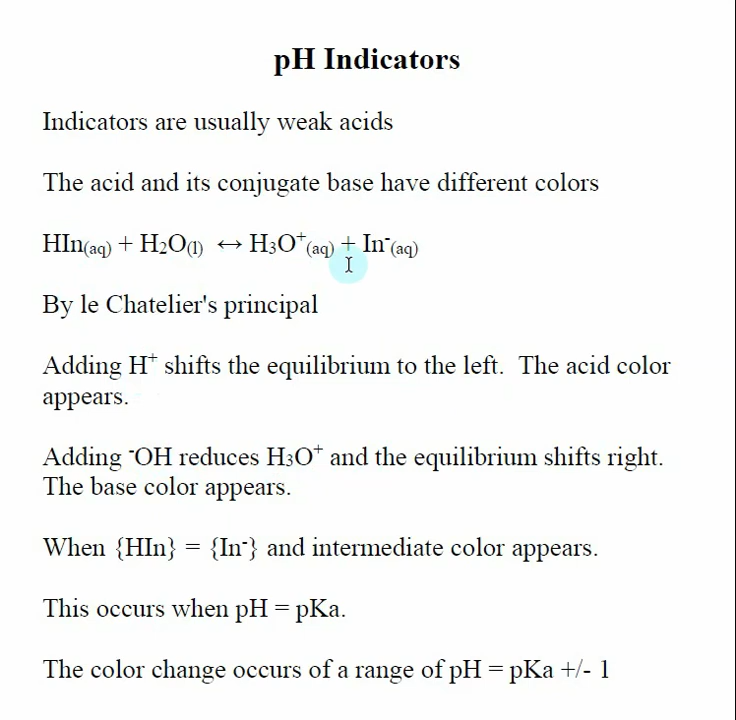 pH Indicators
Indicators are usually weak acids
The acid and its conjugate base have different colors
HIn(aq) + H₂O(l) ↔ H₃O⁺(aq) + In⁻(aq)
By le Chatelier's principal
Adding H⁺ shifts the equilibrium to the left. The acid color
appears.
Adding ⁻OH reduces H₃O⁺ and the equilibrium shifts right.
The base color appears.
When {HIn} = {In⁻} and intermediate color appears.
This occurs when pH = pKa.
The color change occurs of a range of pH = pKa +/- 1